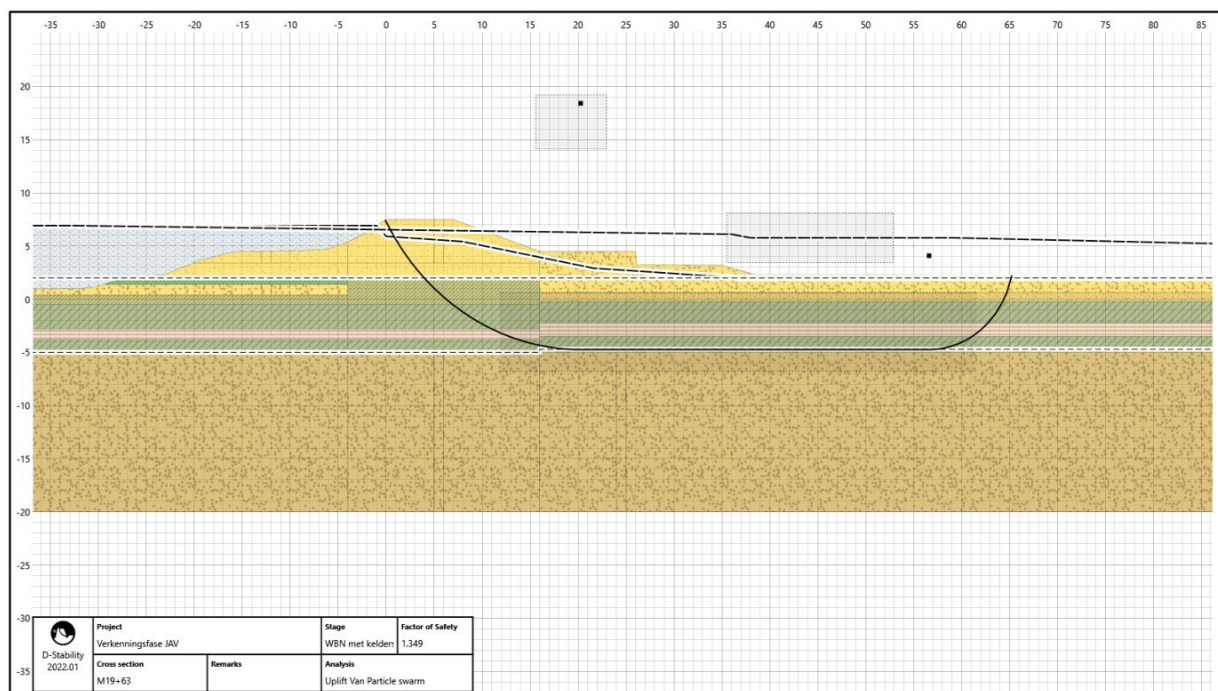 -35 -30 -25 -20 -15 -10 -5 0 5 10 15 20 25 30 35 40 45 50 55 60 65 70 75 80 85
20
15
10
5
0
-5
-10
-15
-20
-25
-30
-35
D-Stability
2022.01
Project
Verkenningsfase JAV
Stage
WBN met kelders
Factor of Safety
1.349
Cross section
M19+63
Remarks
Analysis
Uplift Van Particle swarm